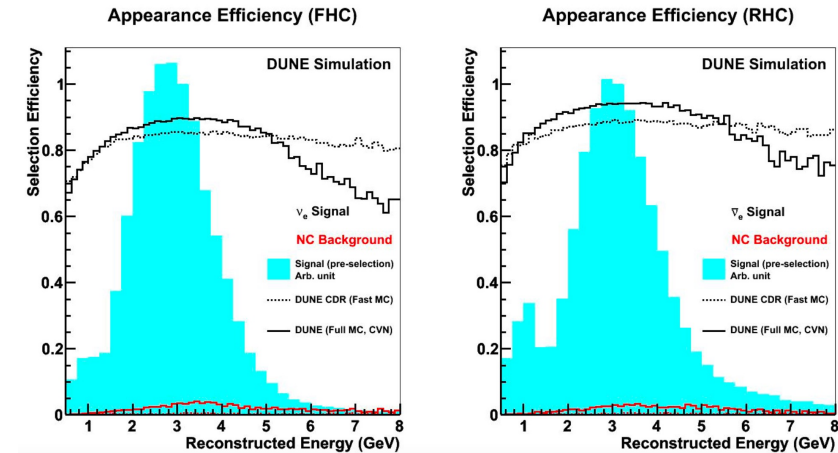 Appearance Efficiency (FHC)
Selection Efficiency
1
0.8
0.6
0.4
0.2
0
DUNE Simulation
νe Signal
NC Background
Signal (pre-selection)
Arb. unit
DUNE CDR (Fast MC)
DUNE (Full MC, CVN)
1 2 3 4 5 6 7 8
Reconstructed Energy (GeV)
Appearance Efficiency (RHC)
Selection Efficiency
1
0.8
0.6
0.4
0.2
0
DUNE Simulation
ν̅e Signal
NC Background
Signal (pre-selection)
Arb. unit
DUNE CDR (Fast MC)
DUNE (Full MC, CVN)
1 2 3 4 5 6 7 8
Reconstructed Energy (GeV)